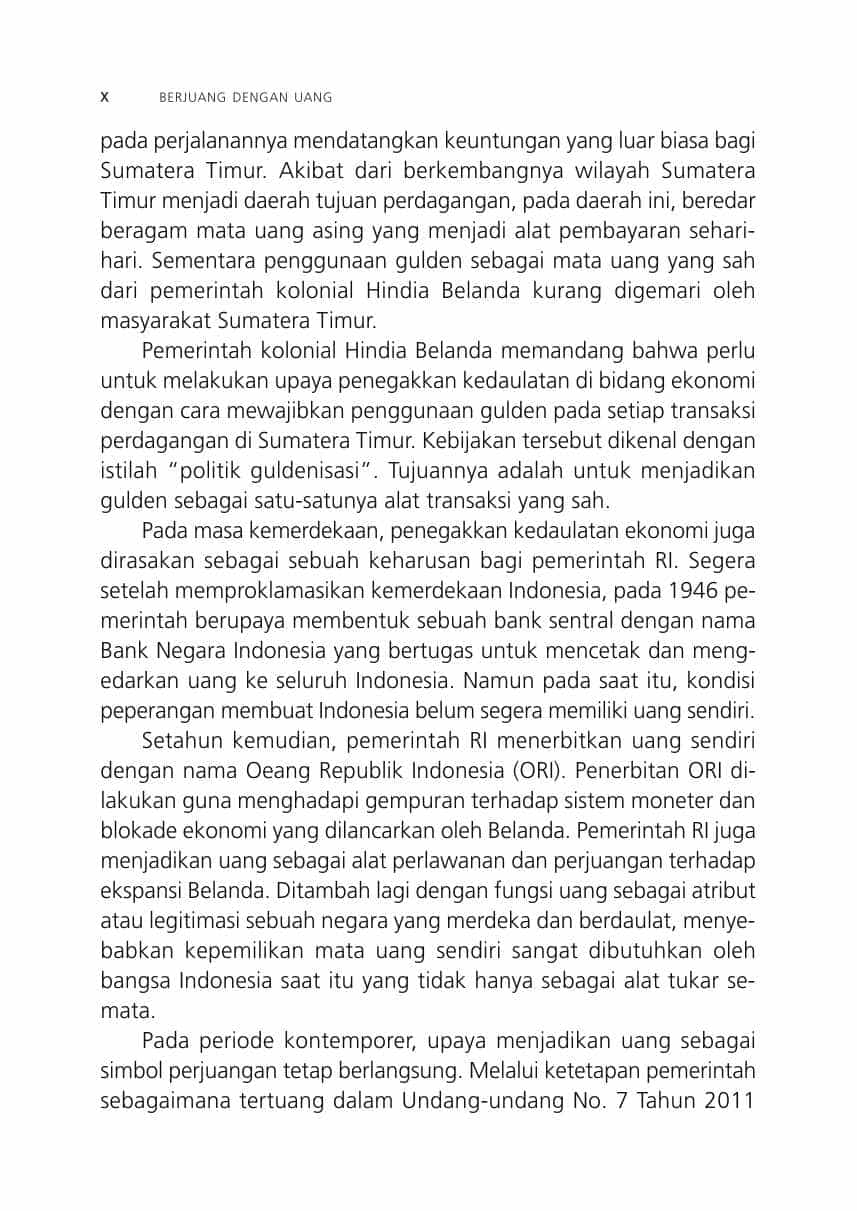 X BERJUANG DENGAN UANG
pada perjalanannya mendatangkan keuntungan yang luar biasa bagi
Sumatera Timur. Akibat dari berkembangnya wilayah Sumatera
Timur menjadi daerah tujuan perdagangan, pada daerah ini, beredar
beragam mata uang asing yang menjadi alat pembayaran sehari-
hari. Sementara penggunaan gulden sebagai mata uang yang sah
dari pemerintah kolonial Hindia Belanda kurang digemari oleh
masyarakat Sumatera Timur.
Pemerintah kolonial Hindia Belanda memandang bahwa perlu
untuk melakukan upaya penegakkan kedaulatan di bidang ekonomi
dengan cara mewajibkan penggunaan gulden pada setiap transaksi
perdagangan di Sumatera Timur. Kebijakan tersebut dikenal dengan
istilah “politik guldenisasi”. Tujuannya adalah untuk menjadikan
gulden sebagai satu-satunya alat transaksi yang sah.
Pada masa kemerdekaan, penegakkan kedaulatan ekonomi juga
dirasakan sebagai sebuah keharusan bagi pemerintah RI. Segera
setelah memproklamasikan kemerdekaan Indonesia, pada 1946 pe-
merintah berupaya membentuk sebuah bank sentral dengan nama
Bank Negara Indonesia yang bertugas untuk mencetak dan meng-
edarkan uang ke seluruh Indonesia. Namun pada saat itu, kondisi
peperangan membuat Indonesia belum segera memiliki uang sendiri.
Setahun kemudian, pemerintah RI menerbitkan uang sendiri
dengan nama Oeang Republik Indonesia (ORI). Penerbitan ORI di-
lakukan guna menghadapi gempuran terhadap sistem moneter dan
blokade ekonomi yang dilancarkan oleh Belanda. Pemerintah RI juga
menjadikan uang sebagai alat perlawanan dan perjuangan terhadap
ekspansi Belanda. Ditambah lagi dengan fungsi uang sebagai atribut
atau legitimasi sebuah negara yang merdeka dan berdaulat, menye-
babkan kepemilikan mata uang sendiri sangat dibutuhkan oleh
bangsa Indonesia saat itu yang tidak hanya sebagai alat tukar se-
mata.
Pada periode kontemporer, upaya menjadikan uang sebagai
simbol perjuangan tetap berlangsung. Melalui ketetapan pemerintah
sebagaimana tertuang dalam Undang-undang No. 7 Tahun 2011